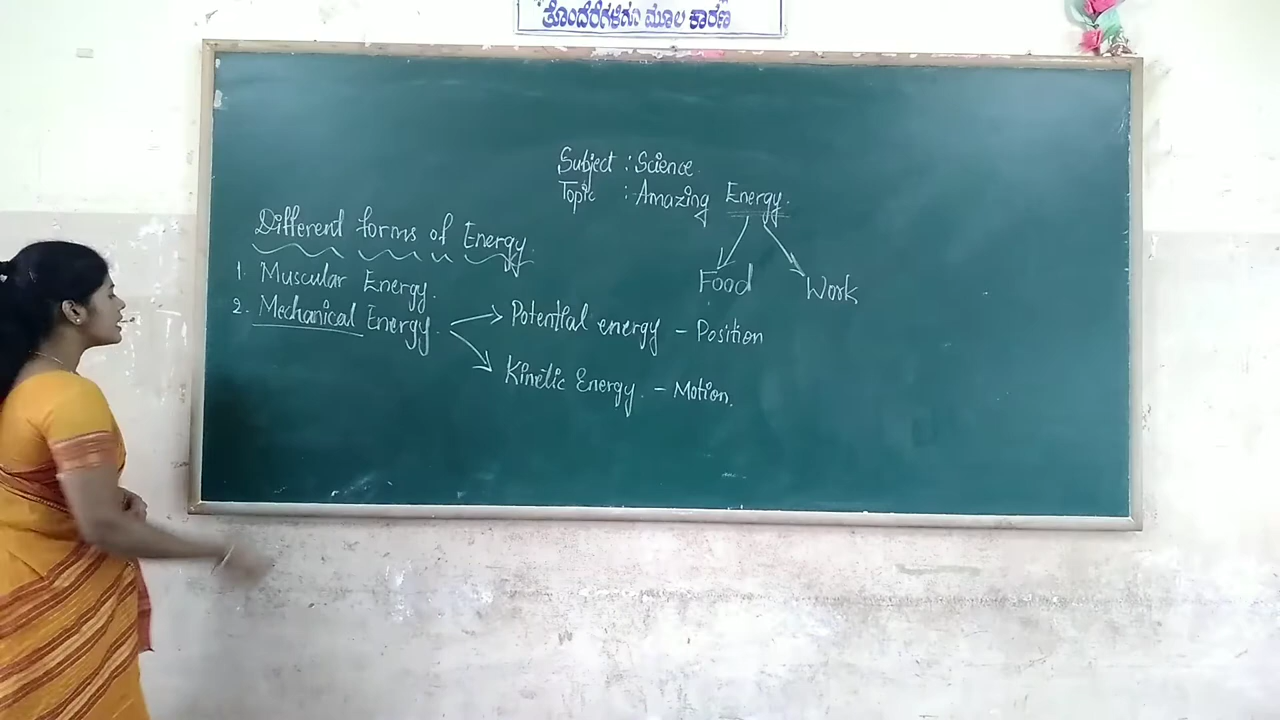 ತೊಂದರೆಗಳಿಗೂ ಮೂಲ ಕಾರಣ
Subject : Science.
Topic : Amazing Energy.
Food Work
Different forms of Energy.
1. Muscular Energy.
2. Mechanical Energy.
Potential energy - Position
Kinetic Energy. - Motion.